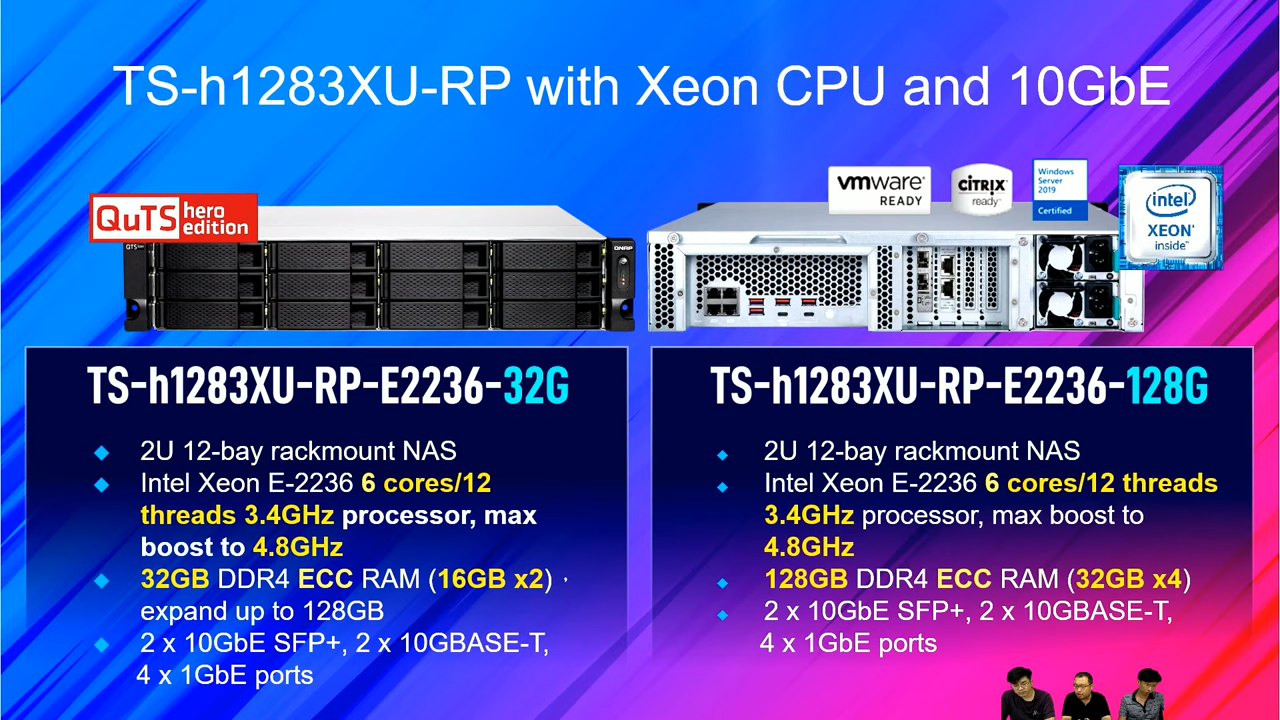 TS-h1283XU-RP with Xeon CPU and 10GbE
QuTS hero edition
vmware READY
CITRIX ready
Windows Server 2019
Certified
intel XEON inside
QNAP
TS-h1283XU-RP-E2236-32G
◆ 2U 12-bay rackmount NAS
◆ Intel Xeon E-2236 6 cores/12
threads 3.4GHz processor, max
boost to 4.8GHz
◆ 32GB DDR4 ECC RAM (16GB x2),
expand up to 128GB
◆ 2 x 10GbE SFP+, 2 x 10GBASE-T,
4 x 1GbE ports
TS-h1283XU-RP-E2236-128G
◆ 2U 12-bay rackmount NAS
◆ Intel Xeon E-2236 6 cores/12 threads
3.4GHz processor, max boost to
4.8GHz
◆ 128GB DDR4 ECC RAM (32GB x4)
◆ 2 x 10GbE SFP+, 2 x 10GBASE-T,
4 x 1GbE ports